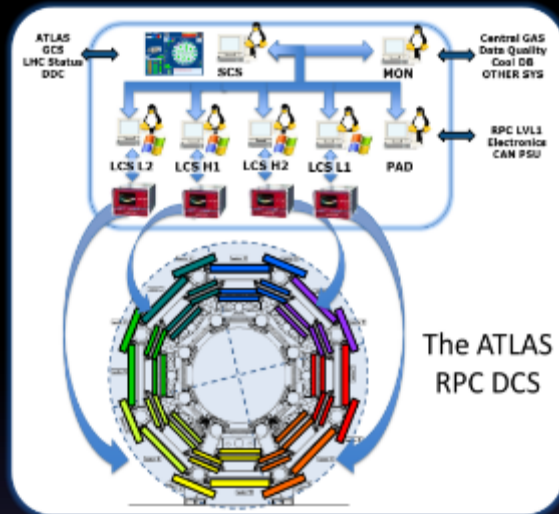 ATLAS
GCS
LHC Status
DDC
SCS
MON
Central GAS
Data Quality
Cool DB
OTHER SYS
LCS L2
LCS H1
LCS H2
LCS L1
PAD
RPC LVL1
Electronics
CAN PSU
The ATLAS
RPC DCS